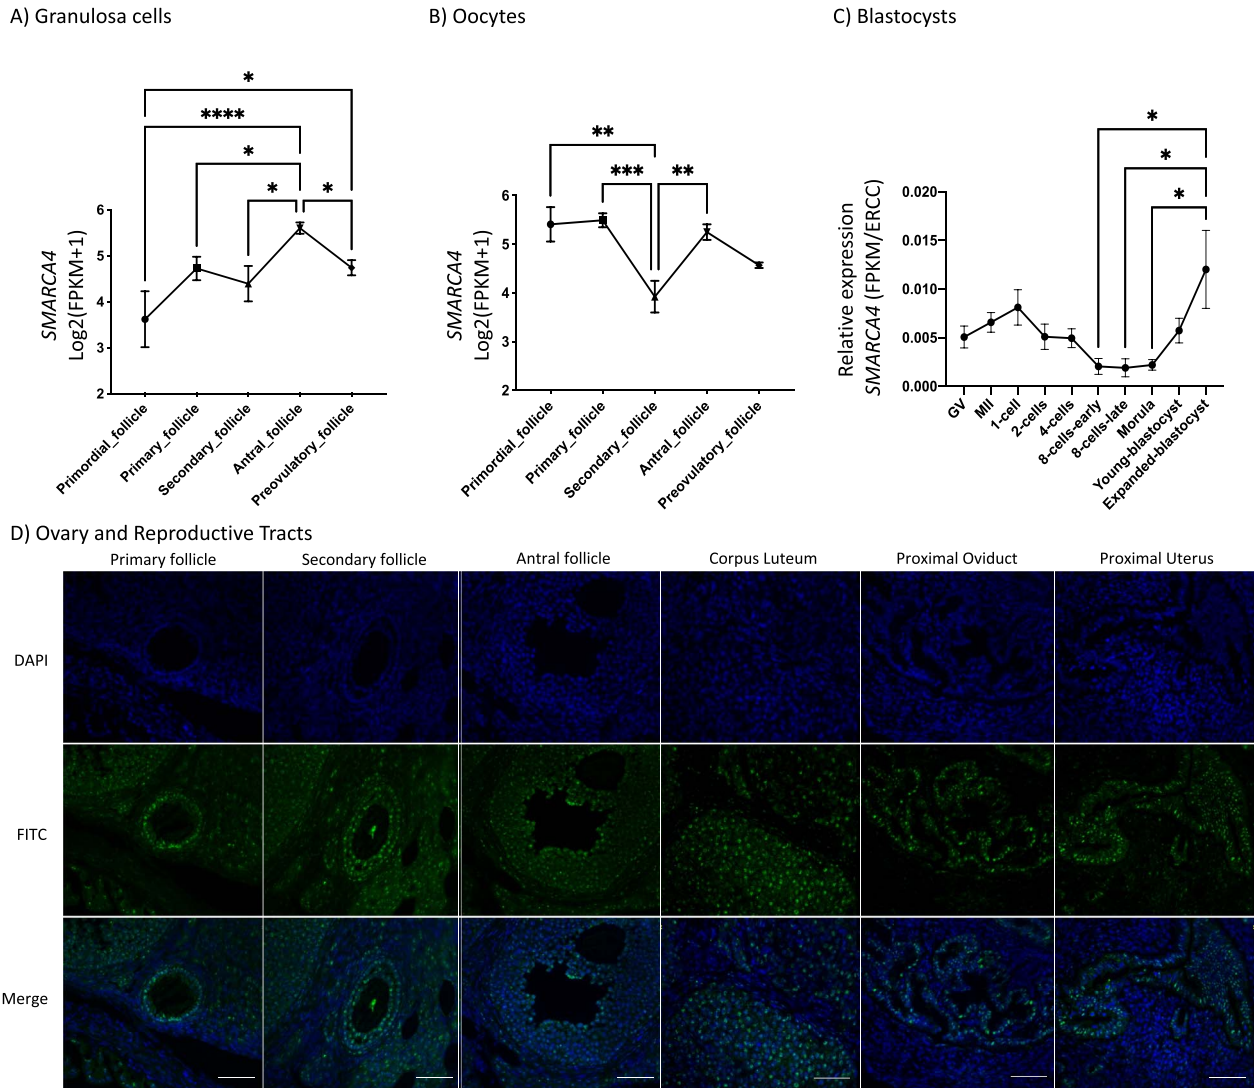 A) Granulosa cells
B) Oocytes
C) Blastocysts
*
****
*
*
*
SMARCA4
Log2(FPKM+1)
6
5
4
3
2
Primordial_follicle
Primary_follicle
Secondary_follicle
Antral_follicle
Preovulatory_follicle
**
***
**
SMARCA4
Log2(FPKM+1)
6
5
4
3
2
Primordial_follicle
Primary_follicle
Secondary_follicle
Antral_follicle
Preovulatory_follicle
*
*
*
Relative expression
SMARCA4 (FPKM/ERCC)
0.020
0.015
0.010
0.005
0.000
GV
MII
1-cell
2-cells
4-cells
8-cells-early
8-cells-late
Morula
Young-blastocyst
Expanded-blastocyst
D) Ovary and Reproductive Tracts
Primary follicle
Secondary follicle
Antral follicle
Corpus Luteum
Proximal Oviduct
Proximal Uterus
DAPI
FITC
Merge